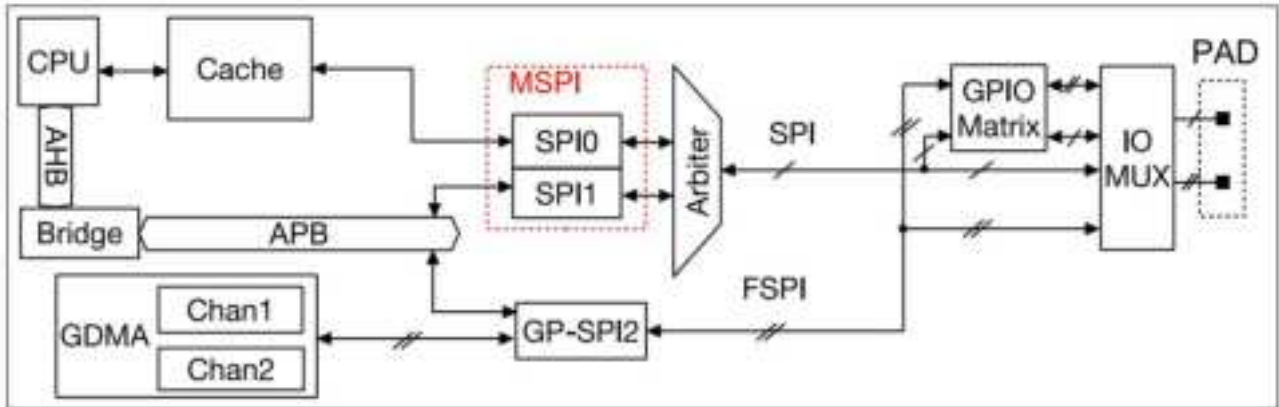 CPU
Cache
AHB
Bridge
APB
MSPI
SPI0
SPI1
Arbiter
SPI
GPIO
Matrix
IO
MUX
PAD
GDMA
Chan1
Chan2
GP-SPI2
FSPI